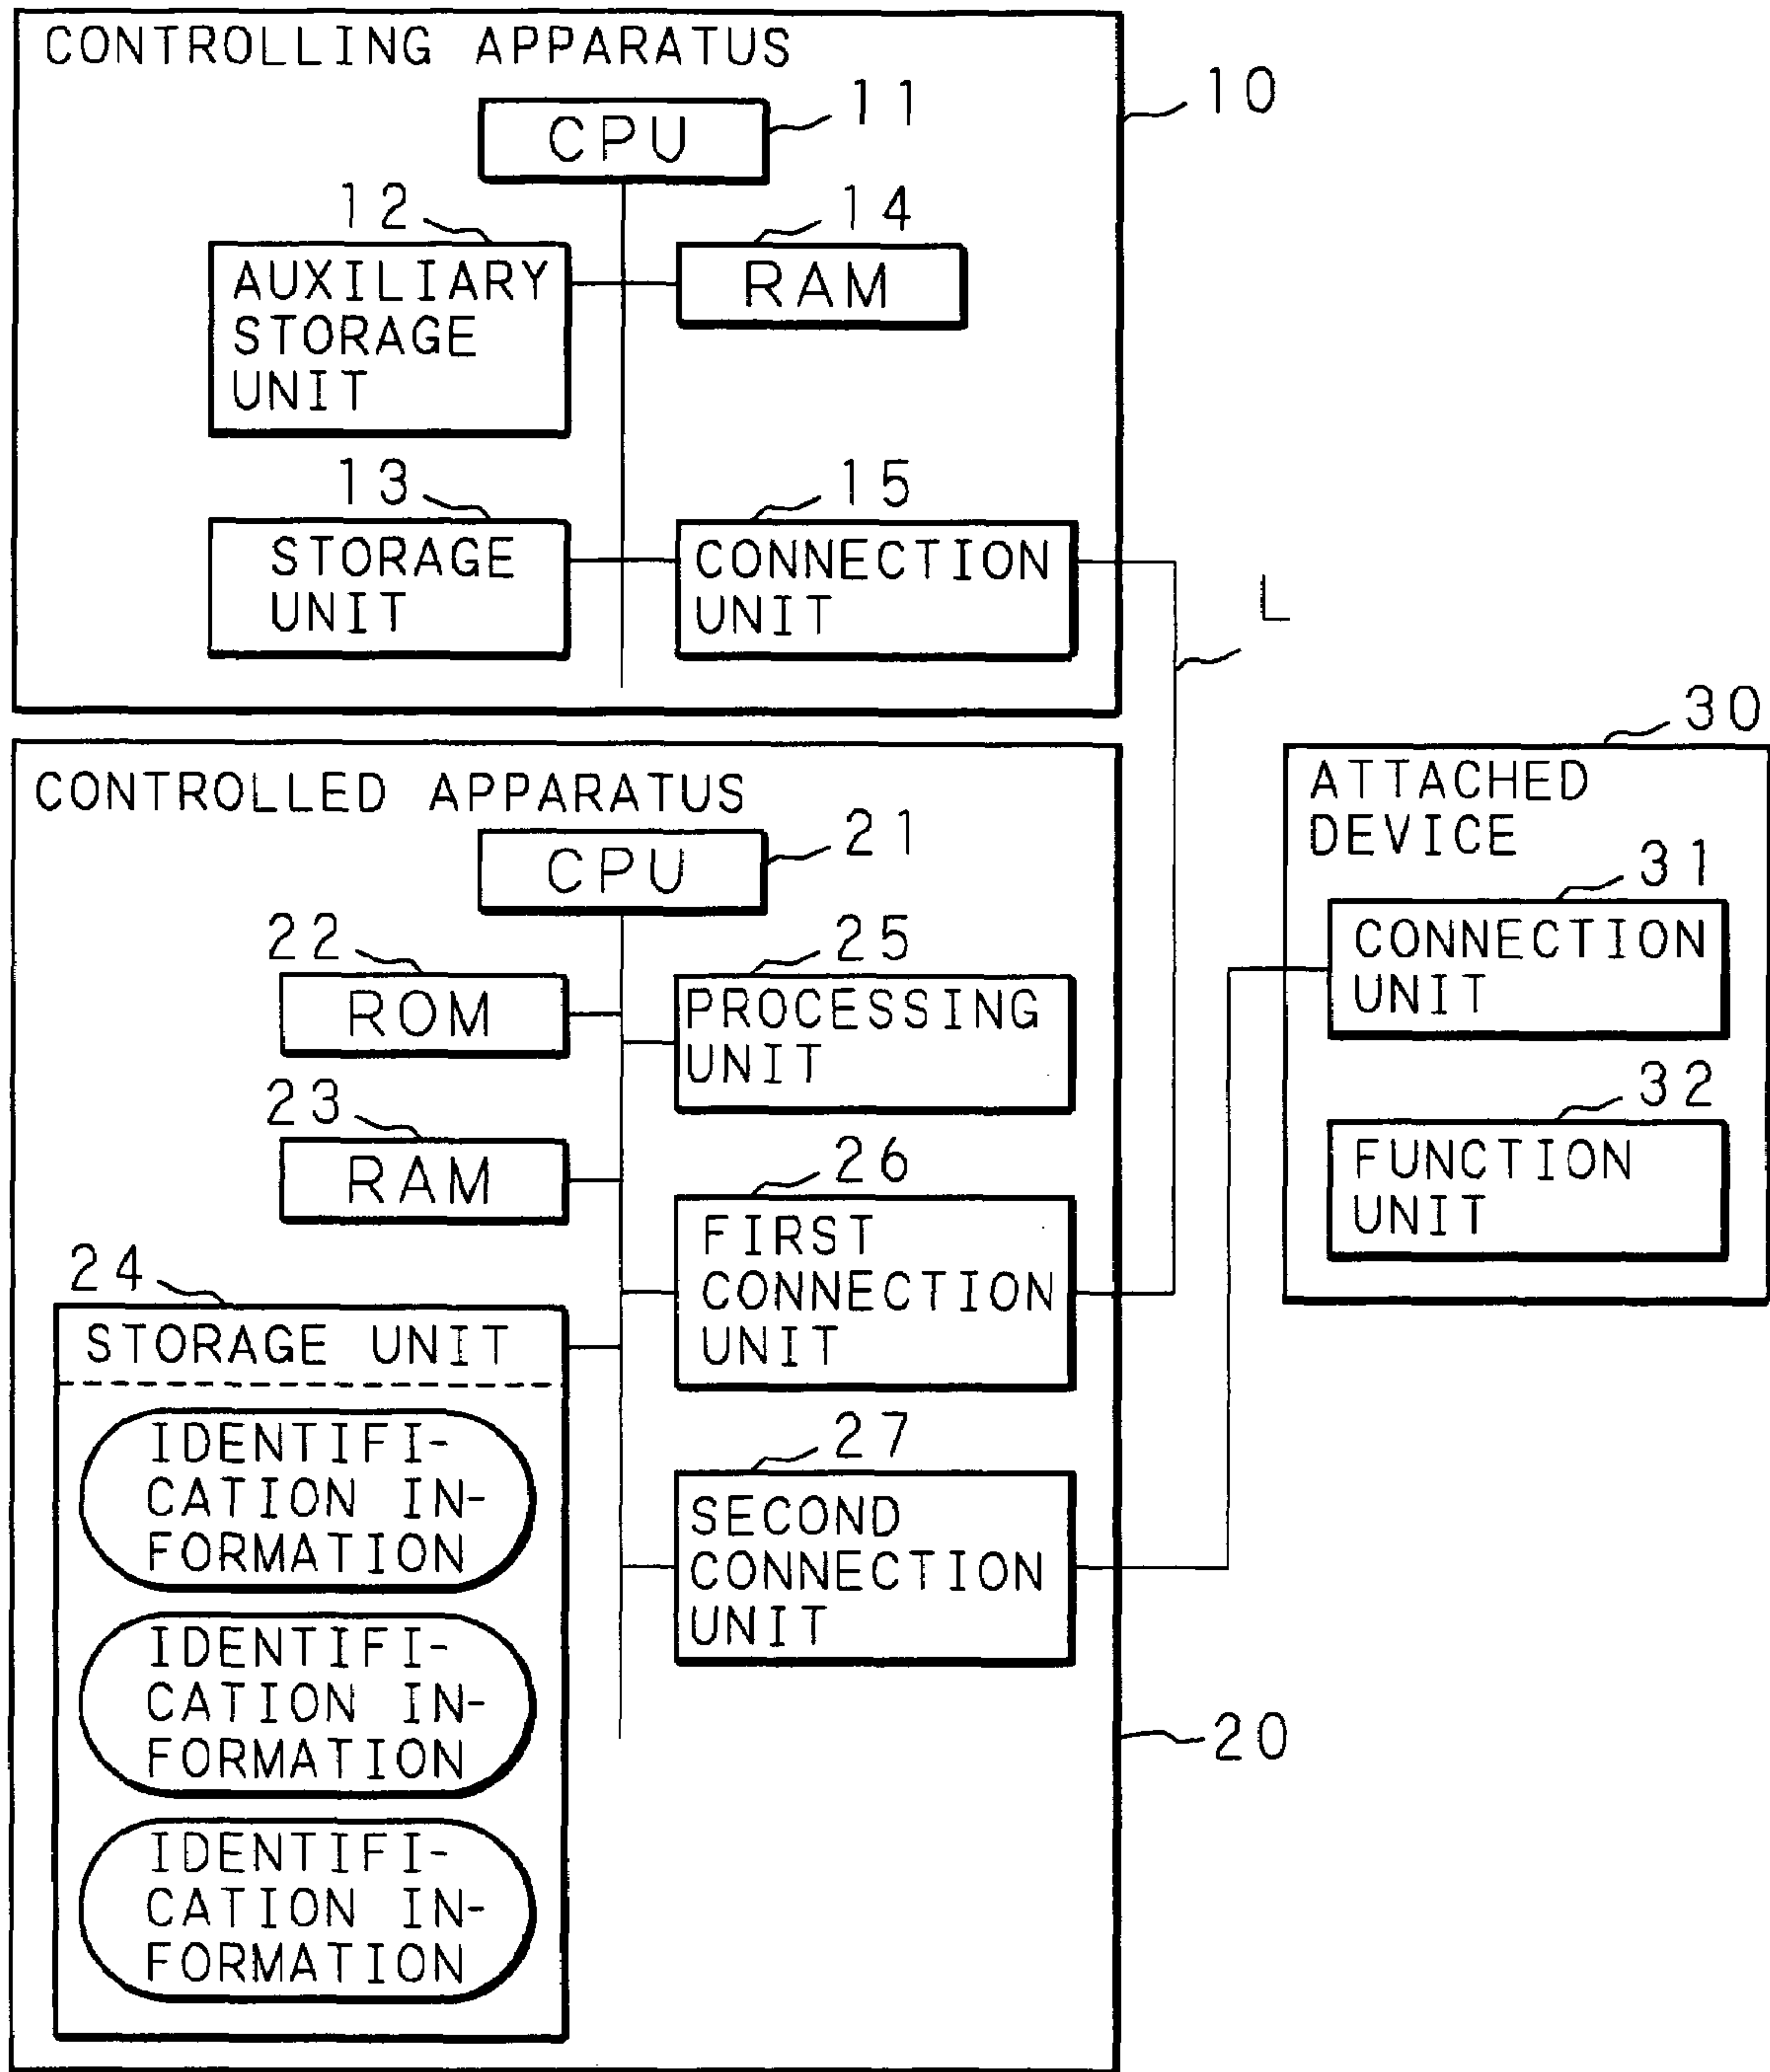 CONTROLLING APPARATUS
10
11
CPU
12
14
AUXILIARY
STORAGE
UNIT
RAM
13
15
STORAGE
UNIT
CONNECTION
UNIT
L
CONTROLLED APPARATUS
21
CPU
22
25
ROM
PROCESSING
UNIT
23
RAM
26
FIRST
CONNECTION
UNIT
24
STORAGE UNIT
IDENTIFI-
CATION IN-
FORMATION
IDENTIFI-
CATION IN-
FORMATION
IDENTIFI-
CATION IN-
FORMATION
27
SECOND
CONNECTION
UNIT
20
30
ATTACHED
DEVICE
31
CONNECTION
UNIT
32
FUNCTION
UNIT